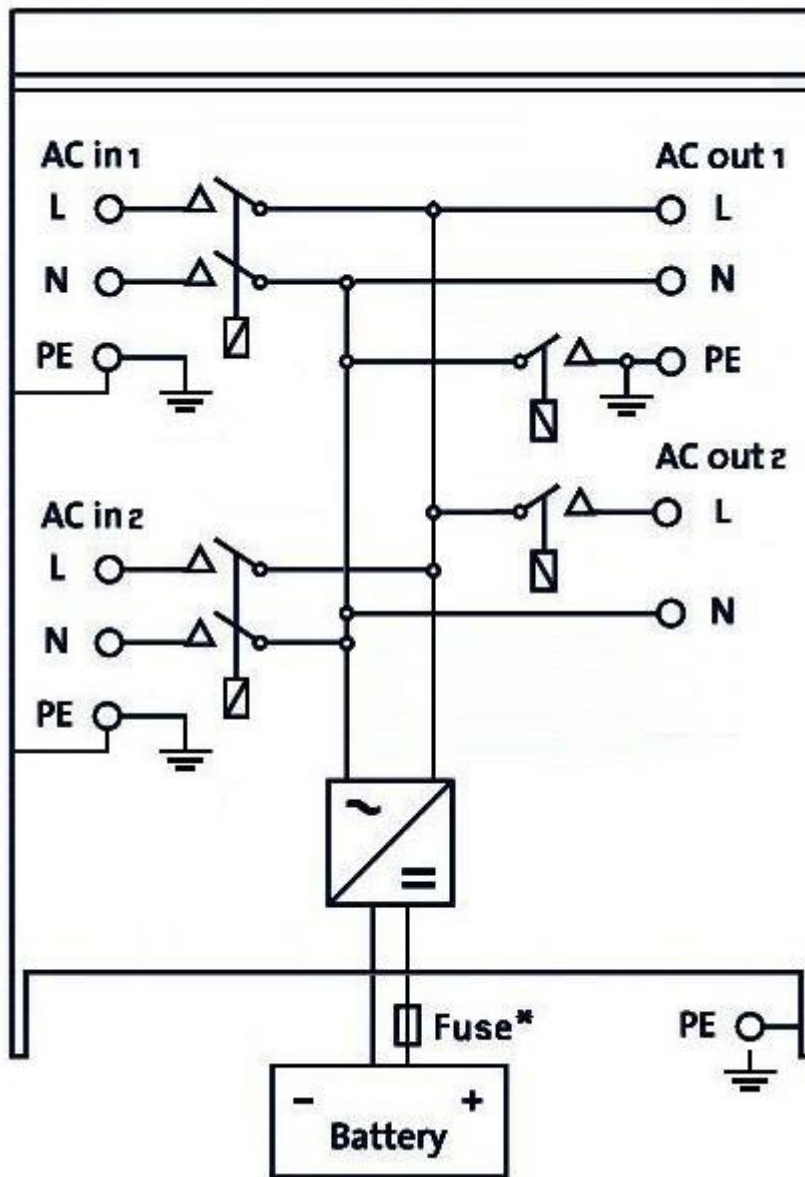 AC in 1
L
N
PE
AC out 1
L
N
PE
AC in 2
L
N
PE
AC out 2
L
N
Fuse*
PE
- +
Battery